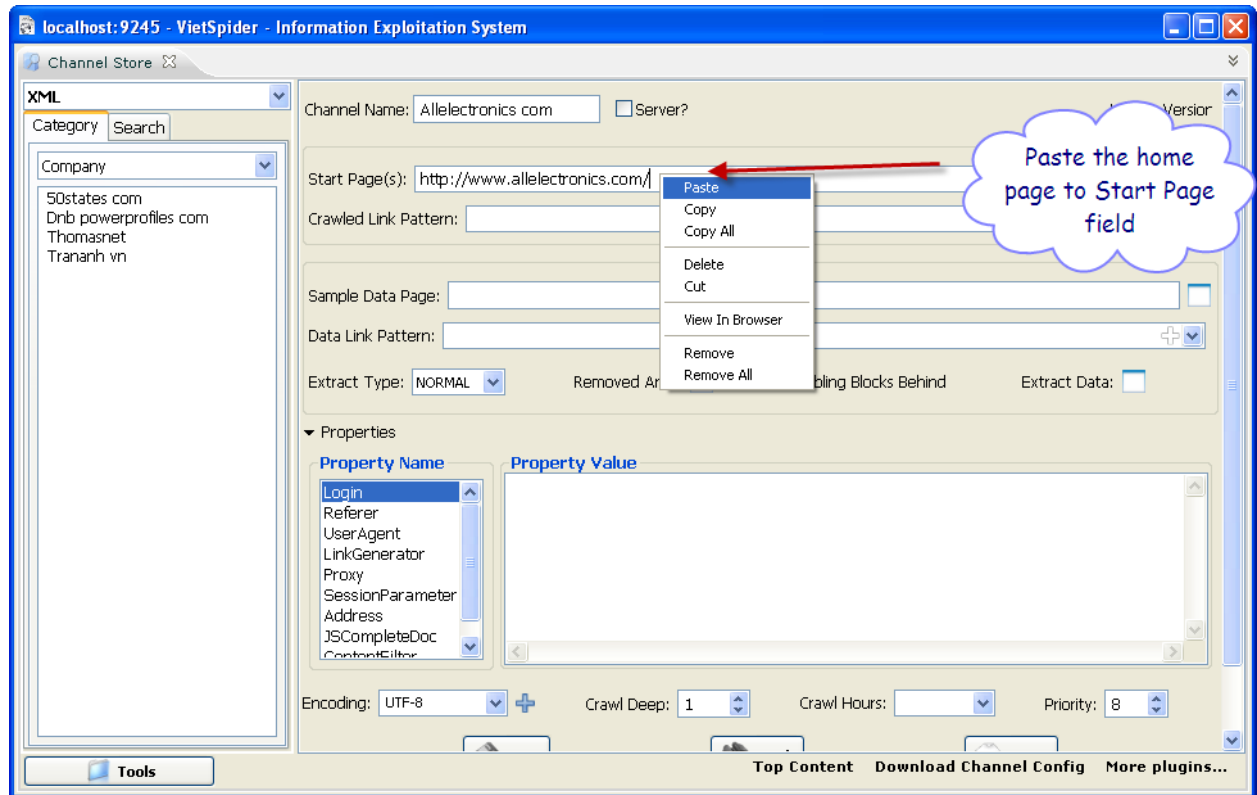 localhost:9245 - VietSpider - Information Exploitation System
Channel Store
XML
Category Search
Company
50states com
Dnb powerprofiles com
Thomasnet
Trananh vn
Channel Name: Allelectronics com Server? Version
Start Page(s): http://www.allelectronics.com/
Crawled Link Pattern:
Paste
Copy
Copy All
Delete
Cut
View In Browser
Remove
Remove All
Paste the home
page to Start Page
field
Sample Data Page:
Data Link Pattern:
Extract Type: NORMAL Removed Ar bling Blocks Behind Extract Data:
Properties
Property Name Property Value
Login
Referer
UserAgent
LinkGenerator
Proxy
SessionParameter
Address
JSCompleteDoc
ContentFilter
Encoding: UTF-8 Crawl Deep: 1 Crawl Hours: Priority: 8
Tools Top Content Download Channel Config More plugins...